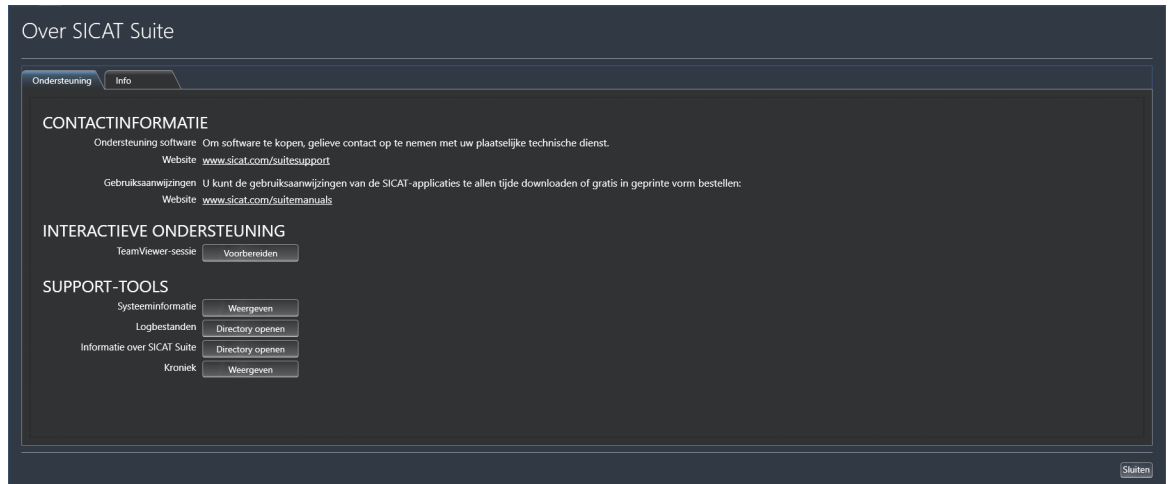 Over SICAT Suite
Ondersteuning Info
CONTACTINFORMATIE
Ondersteuning software Om software te kopen, gelieve contact op te nemen met uw plaatselijke technische dienst.
Website www.sicat.com/suitesupport
Gebruiksaanwijzingen U kunt de gebruiksaanwijzingen van de SICAT-applicaties te allen tijde downloaden of gratis in geprinte vorm bestellen:
Website www.sicat.com/suitemanuals
INTERACTIEVE ONDERSTEUNING
TeamViewer-sessie Voorbereiden
SUPPORT-TOOLS
Systeeminformatie Weergeven
Logbestanden Directory openen
Informatie over SICAT Suite Directory openen
Kroniek Weergeven
Sluiten